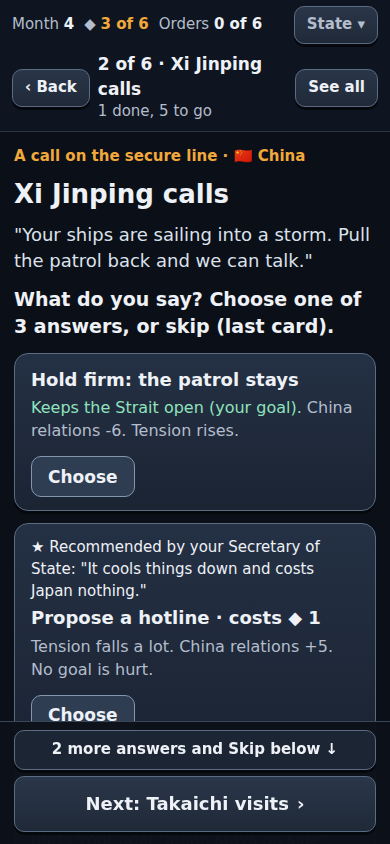 Month 4 ◆ 3 of 6 Orders 0 of 6 State ▾
‹ Back
2 of 6 · Xi Jinping
calls
1 done, 5 to go
See all
A call on the secure line · 🇨🇳 China
Xi Jinping calls
"Your ships are sailing into a storm. Pull
the patrol back and we can talk."
What do you say? Choose one of
3 answers, or skip (last card).
Hold firm: the patrol stays
Keeps the Strait open (your goal). China
relations -6. Tension rises.
Choose
★ Recommended by your Secretary of
State: "It cools things down and costs
Japan nothing."
Propose a hotline · costs ◆ 1
Tension falls a lot. China relations +5.
No goal is hurt.
Choose
2 more answers and Skip below ↓
Next: Takaichi visits ›